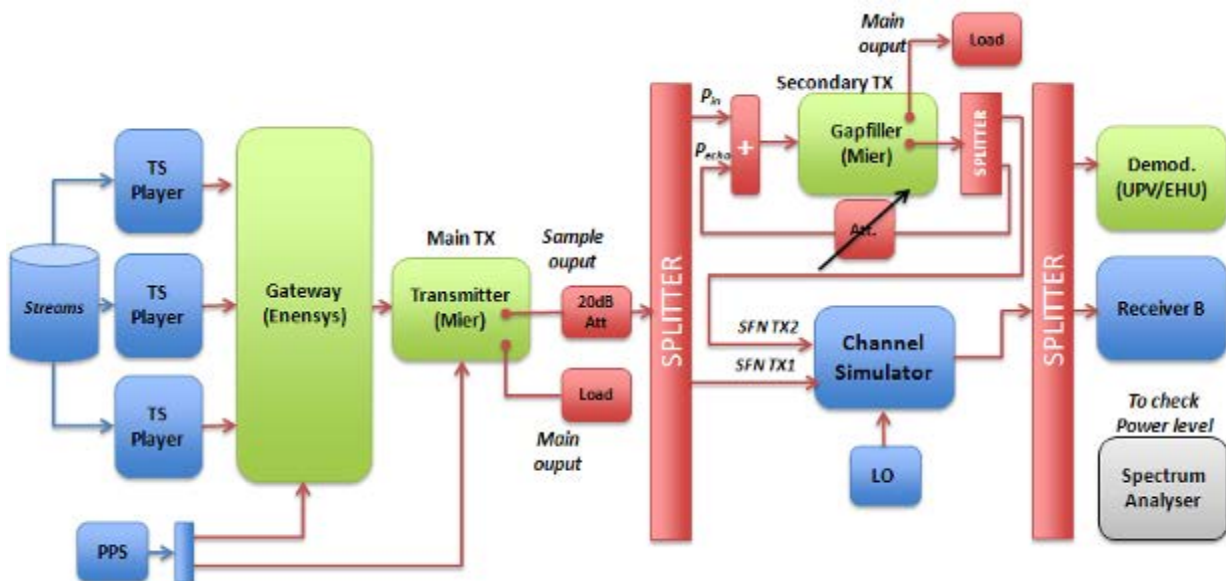 Main
ouput
Load
Secondary TX
P in
P echo
+
Gapfiller
(Mier)
SPLITTER
Att.
TS
Player
TS
Player
TS
Player
Streams
Gateway
(Enensys)
Main TX
Transmitter
(Mier)
Sample
ouput
20dB
Att
Load
Main
ouput
PPS
SPLITTER
SFN TX2
SFN TX1
Channel
Simulator
LO
SPLITTER
Demod.
(UPV/EHU)
Receiver B
To check
Power level
Spectrum
Analyser